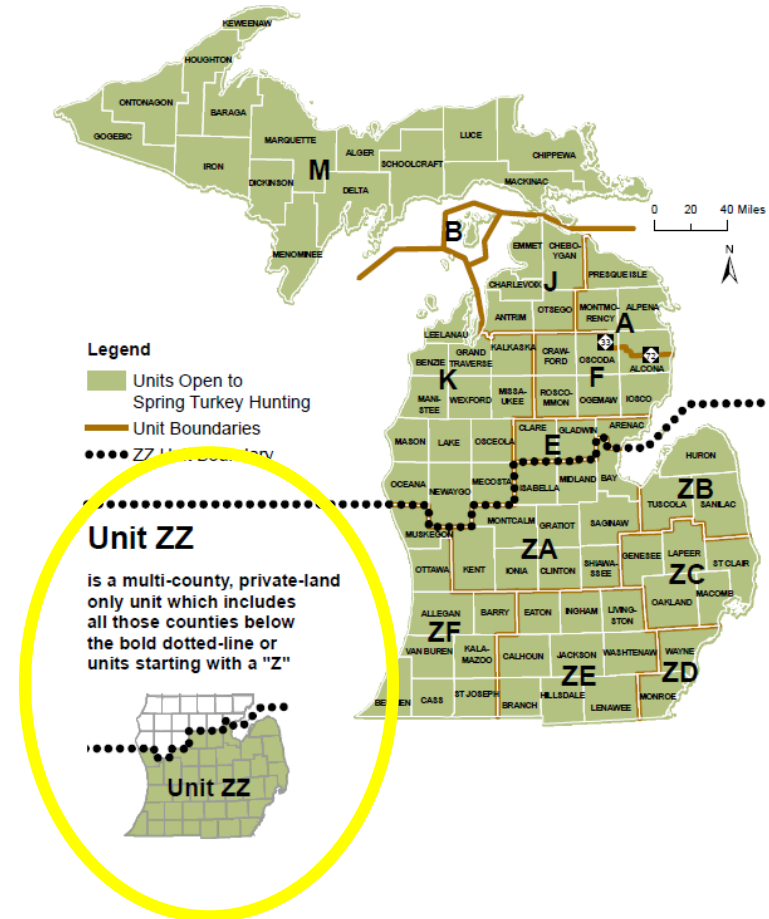 KEWEENAW
HOUGHTON
ONTONAGON
BARAGA
GOGEBIC
MARQUETTE
LUCE
ALGER
SCHOOLCRAFT
CHIPPEWA
IRON
M
DICKINSON
DELTA
MACKINAC
MENOMINEE
0 20 40 Miles
N
B
EMMET
CHEBO-
YGAN
J
PRESQUE ISLE
CHARLEVOIX
ANTRIM
OTSEGO
MONTMO-
RENCY
ALPENA
A
LEELANAU
BENZIE
GRAND
TRAVERSE
KALKASKA
CRAW-
FORD
OSCODA
33
72
ALCONA
K
F
MANI-
STEE
WEXFORD
MISSA-
UKEE
ROSCO-
MMON
OGEMAW
IOSCO
Legend
Units Open to
Spring Turkey Hunting
Unit Boundaries
ZZ Unit Boundary
MASON
LAKE
OSCEOLA
CLARE
GLADWIN
ARENAC
E
OCEANA
NEWAYGO
MECOSTA
ISABELLA
MIDLAND
BAY
HURON
ZB
TUSCOLA
SANILAC
MUSKEGON
MONTCALM
GRATIOT
SAGINAW
ZA
OTTAWA
KENT
IONIA
CLINTON
SHIAWA-
SSEE
GENESEE
LAPEER
ST CLAIR
ZC
OAKLAND
MACOMB
ALLEGAN
BARRY
EATON
INGHAM
LIVING-
STON
ZF
VAN BUREN
KALA-
MAZOO
CALHOUN
JACKSON
WASHTENAW
WAYNE
ZE
ZD
BERRIEN
CASS
ST JOSEPH
BRANCH
HILLSDALE
LENAWEE
MONROE
Unit ZZ
is a multi-county, private-land
only unit which includes
all those counties below
the bold dotted-line or
units starting with a "Z"
Unit ZZ